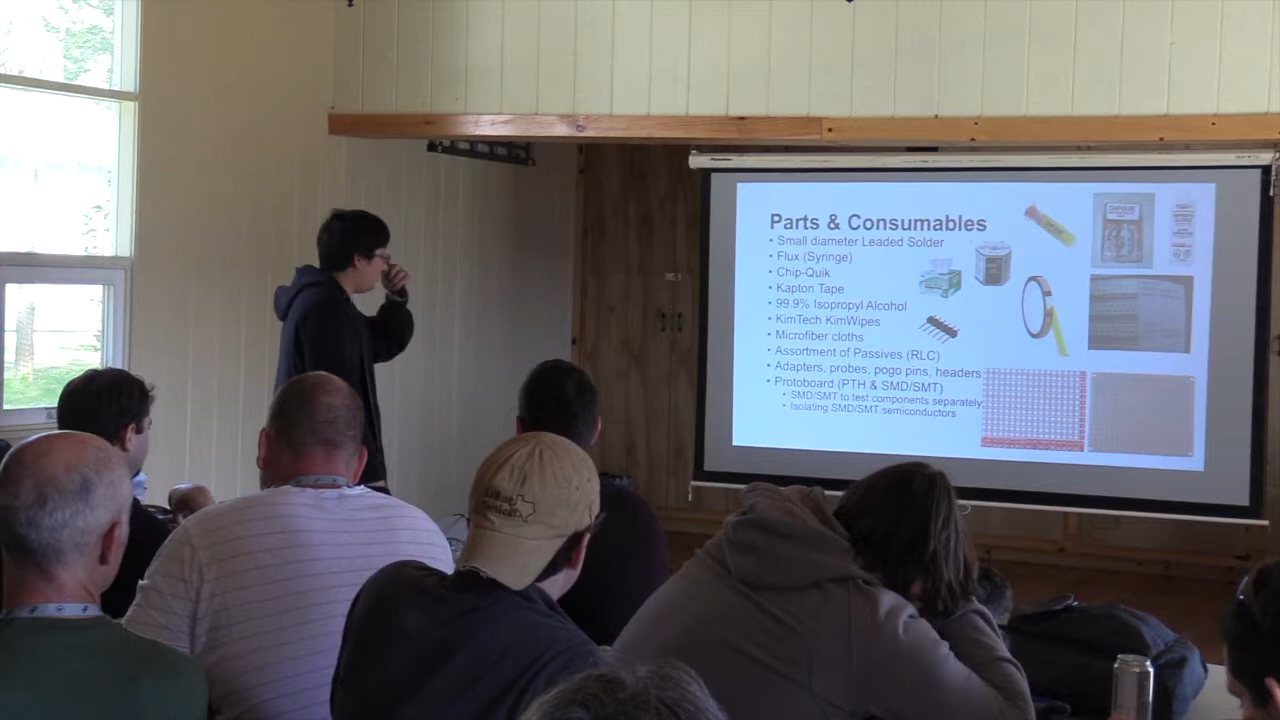 Parts & Consumables
• Small diameter Leaded Solder
• Flux (Syringe)
• Chip-Quik
• Kapton Tape
• 99.9% Isopropyl Alcohol
• KimTech KimWipes
• Microfiber cloths
• Assortment of Passives (RLC)
• Adapters, probes, pogo pins, headers
• Protoboard (PTH & SMD/SMT)
• SMD/SMT to test components separately
• Isolating SMD/SMT semiconductors